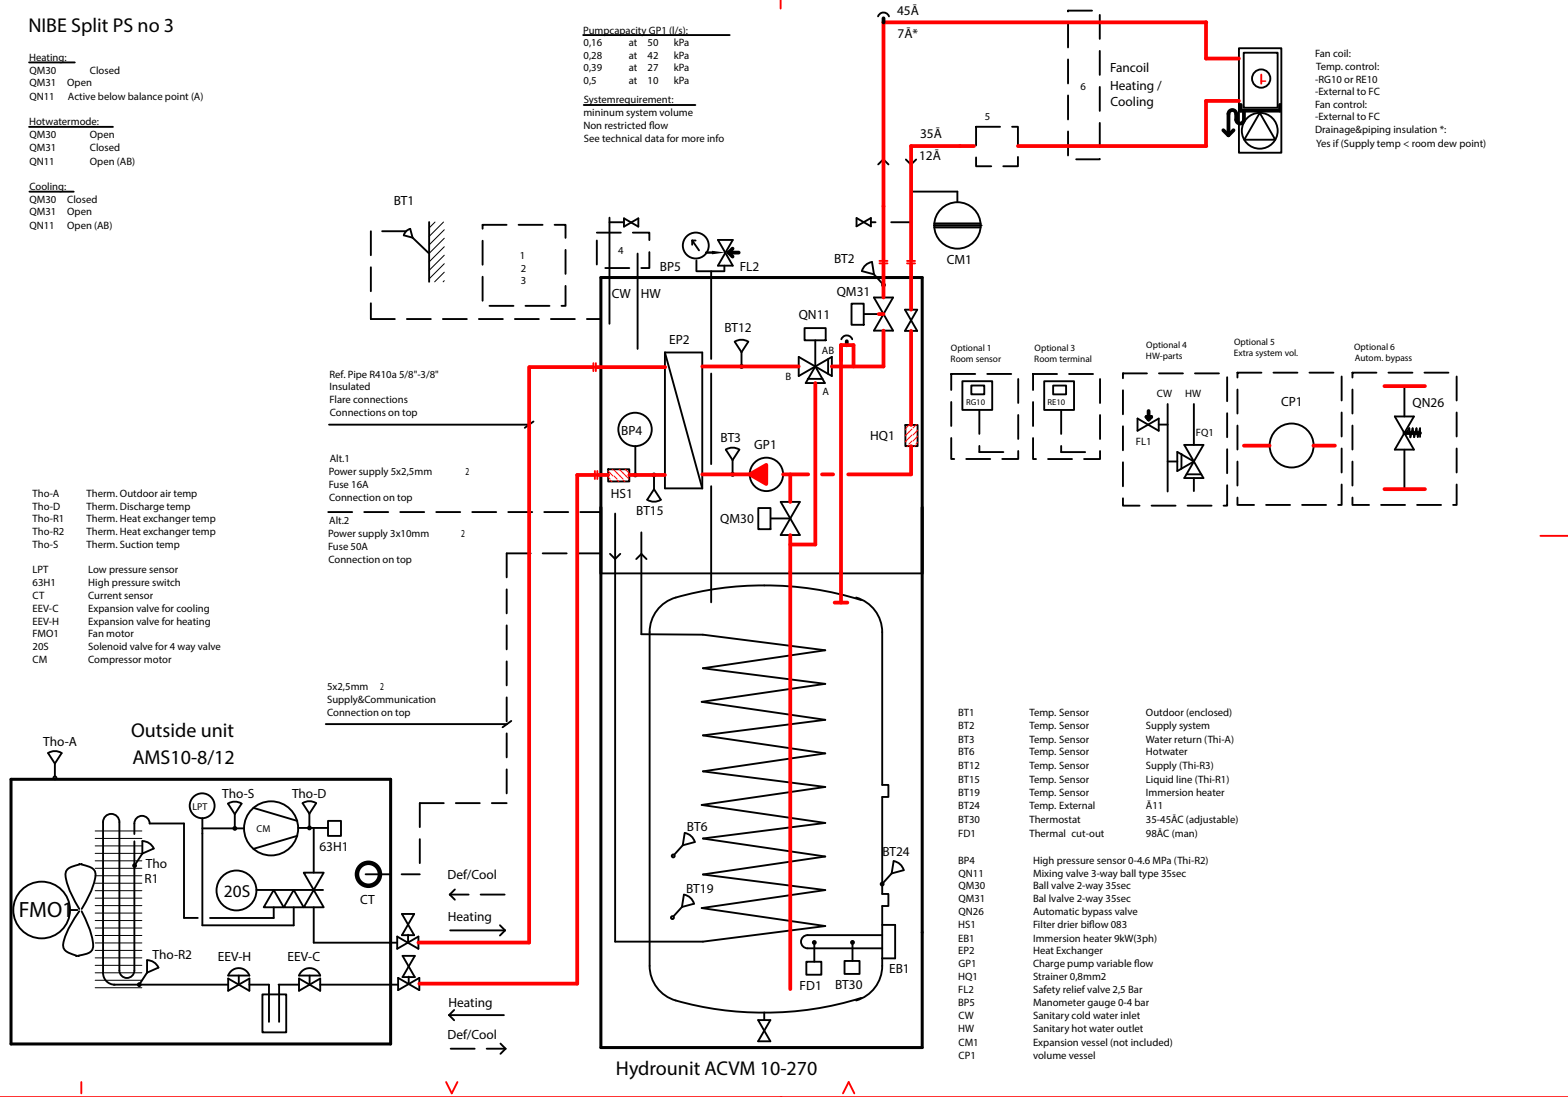 NIBE Split PS no 3
Heating:
QM30 Closed
QM31 Open
QN11 Active below balance point (A)
Hotwatermode:
QM30 Open
QM31 Closed
QN11 Open (AB)
Cooling:
QM30 Closed
QM31 Open
QN11 Open (AB)
Pumpcapacity GP1 (l/s):
0,16 at 50 kPa
0,28 at 42 kPa
0,39 at 27 kPa
0,5 at 10 kPa
Systemrequirement:
mininum system volume
Non restricted flow
See technical data for more info
45Â
7Â*
35Â
12Â
5
6
Fancoil
Heating /
Cooling
Fan coil:
Temp. control:
-RG10 or RE10
-External to FC
Fan control:
-External to FC
Drainage&piping insulation *:
Yes if (Supply temp < room dew point)
BT1
1
2
3
4
CW
HW
BP5
FL2
BT2
CM1
QM31
QN11
BT12
EP2
AB
B
A
BP4
BT3
GP1
HQ1
HS1
BT15
QM30
Ref. Pipe R410a 5/8"-3/8"
Insulated
Flare connections
Connections on top
Alt.1
Power supply 5x2,5mm 2
Fuse 16A
Connection on top
Alt.2
Power supply 3x10mm 2
Fuse 50A
Connection on top
5x2,5mm 2
Supply&Communication
Connection on top
Optional 1
Room sensor
RG10
Optional 3
Room terminal
RE10
Optional 4
HW-parts
CW HW
FL1
FQ1
Optional 5
Extra system vol.
CP1
Optional 6
Autom. bypass
QN26
Tho-A Therm. Outdoor air temp
Tho-D Therm. Discharge temp
Tho-R1 Therm. Heat exchanger temp
Tho-R2 Therm. Heat exchanger temp
Tho-S Therm. Suction temp
LPT Low pressure sensor
63H1 High pressure switch
CT Current sensor
EEV-C Expansion valve for cooling
EEV-H Expansion valve for heating
FMO1 Fan motor
20S Solenoid valve for 4 way valve
CM Compressor motor
Outside unit
AMS10-8/12
Tho-A
LPT
Tho-S
Tho-D
CM
63H1
Tho
R1
20S
CT
FMO1
Tho-R2
EEV-H
EEV-C
Def/Cool
Heating
Heating
Def/Cool
BT6
BT19
BT24
FD1
BT30
EB1
Hydrounit ACVM 10-270
BT1 Temp. Sensor Outdoor (enclosed)
BT2 Temp. Sensor Supply system
BT3 Temp. Sensor Water return (Thi-A)
BT6 Temp. Sensor Hotwater
BT12 Temp. Sensor Supply (Thi-R3)
BT15 Temp. Sensor Liquid line (Thi-R1)
BT19 Temp. Sensor Immersion heater
BT24 Temp. External Â11
BT30 Thermostat 35-45ÂC (adjustable)
FD1 Thermal cut-out 98ÂC (man)
BP4 High pressure sensor 0-4.6 MPa (Thi-R2)
QN11 Mixing valve 3-way ball type 35sec
QM30 Ball valve 2-way 35sec
QM31 Bal lvalve 2-way 35sec
QN26 Automatic bypass valve
HS1 Filter drier biflow 083
EB1 Immersion heater 9kW(3ph)
EP2 Heat Exchanger
GP1 Charge pump variable flow
HQ1 Strainer 0,8mm2
FL2 Safety relief valve 2,5 Bar
BP5 Manometer gauge 0-4 bar
CW Sanitary cold water inlet
HW Sanitary hot water outlet
CM1 Expansion vessel (not included)
CP1 volume vessel